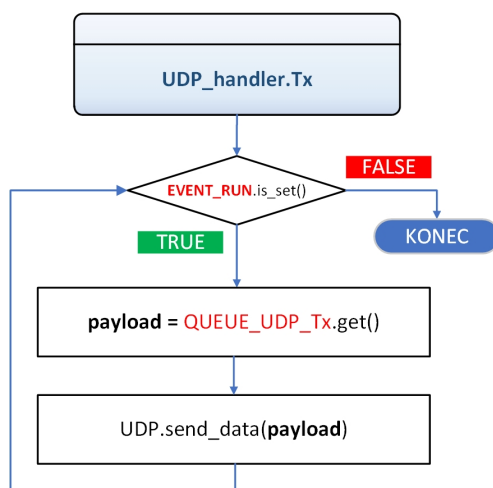 UDP_handler.Tx
EVENT_RUN.is_set()
FALSE
TRUE
KONEC
payload = QUEUE_UDP_Tx.get()
UDP.send_data(payload)